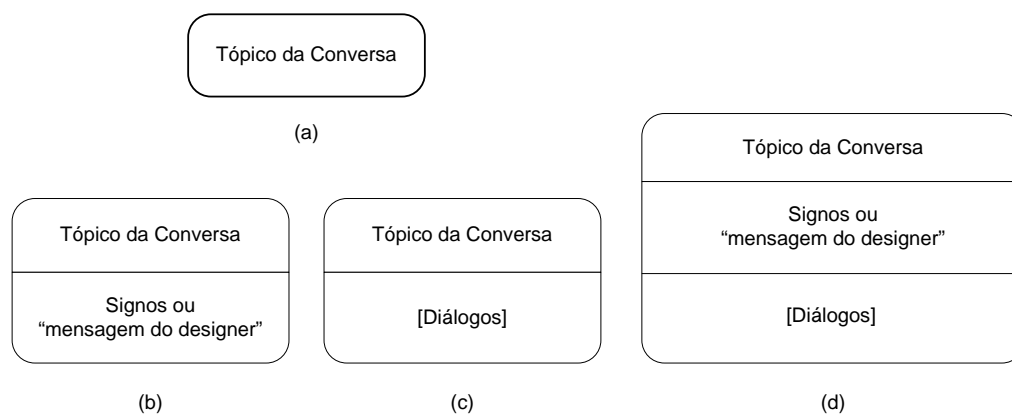 Tópico da Conversa
(a)
Tópico da Conversa
Signos ou
“mensagem do designer”
(b)
Tópico da Conversa
[Diálogos]
(c)
Tópico da Conversa
Signos ou
“mensagem do designer”
[Diálogos]
(d)